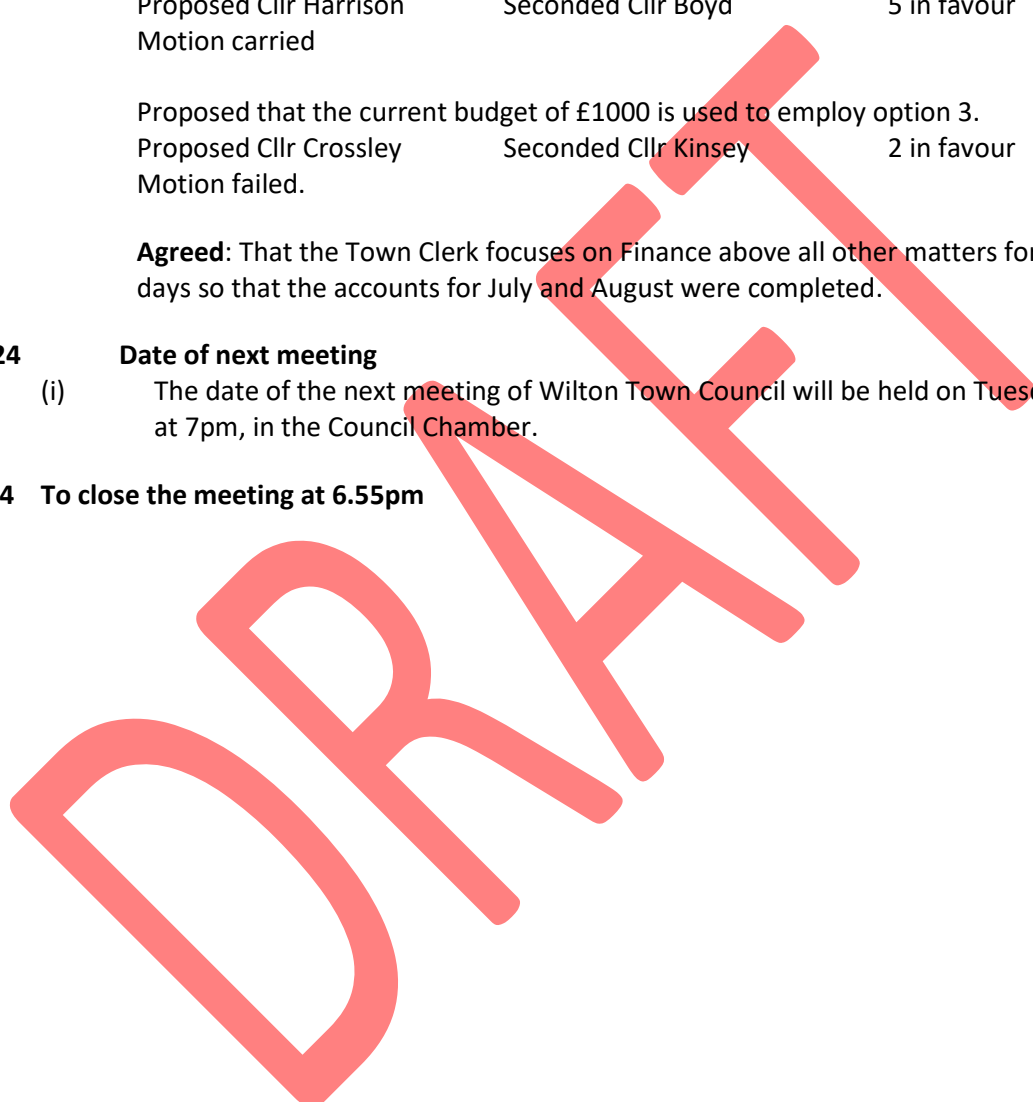 Proposed Cllr Harrison Seconded Cllr Boyd 5 in favour
Motion carried
Proposed that the current budget of £1000 is used to employ option 3.
Proposed Cllr Crossley Seconded Cllr Kinsey 2 in favour
Motion failed.
Agreed: That the Town Clerk focuses on Finance above all other matters for
days so that the accounts for July and August were completed.
24 Date of next meeting
(i) The date of the next meeting of Wilton Town Council will be held on
at 7pm, in the Council Chamber.
4 To close the meeting at 6.55pm
DRAFT